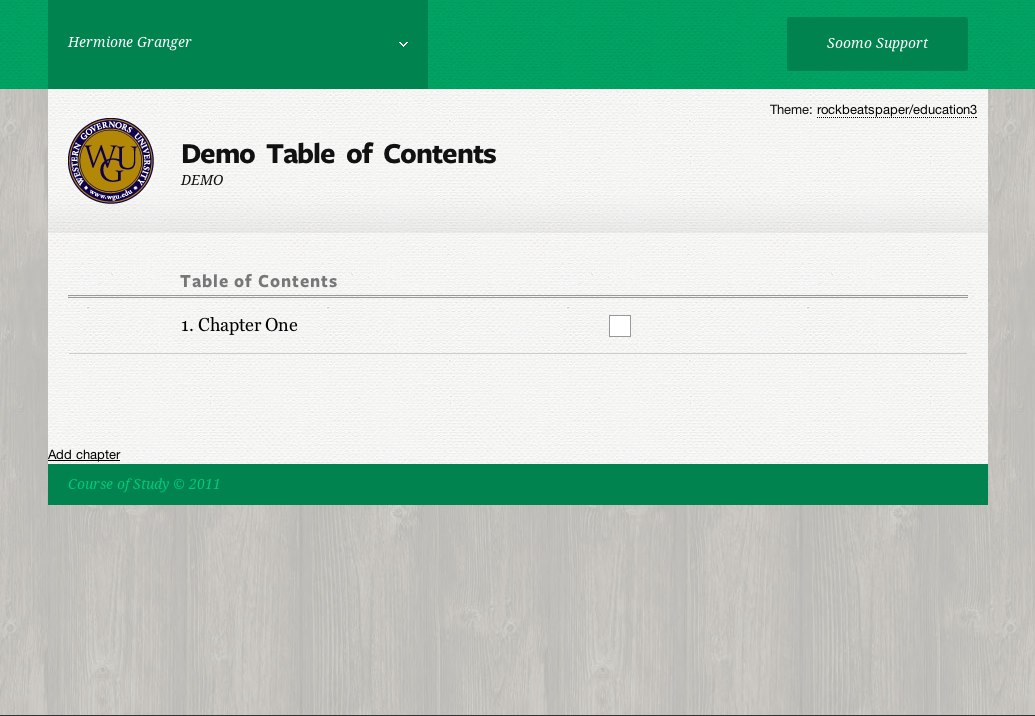 Hermione Granger
Soomo Support
Theme: rockbeatspaper/education3
WESTERN GOVERNORS UNIVERSITY
WGU
www.wgu.edu
Demo Table of Contents
DEMO
Table of Contents
1. Chapter One
Add chapter
Course of Study © 2011